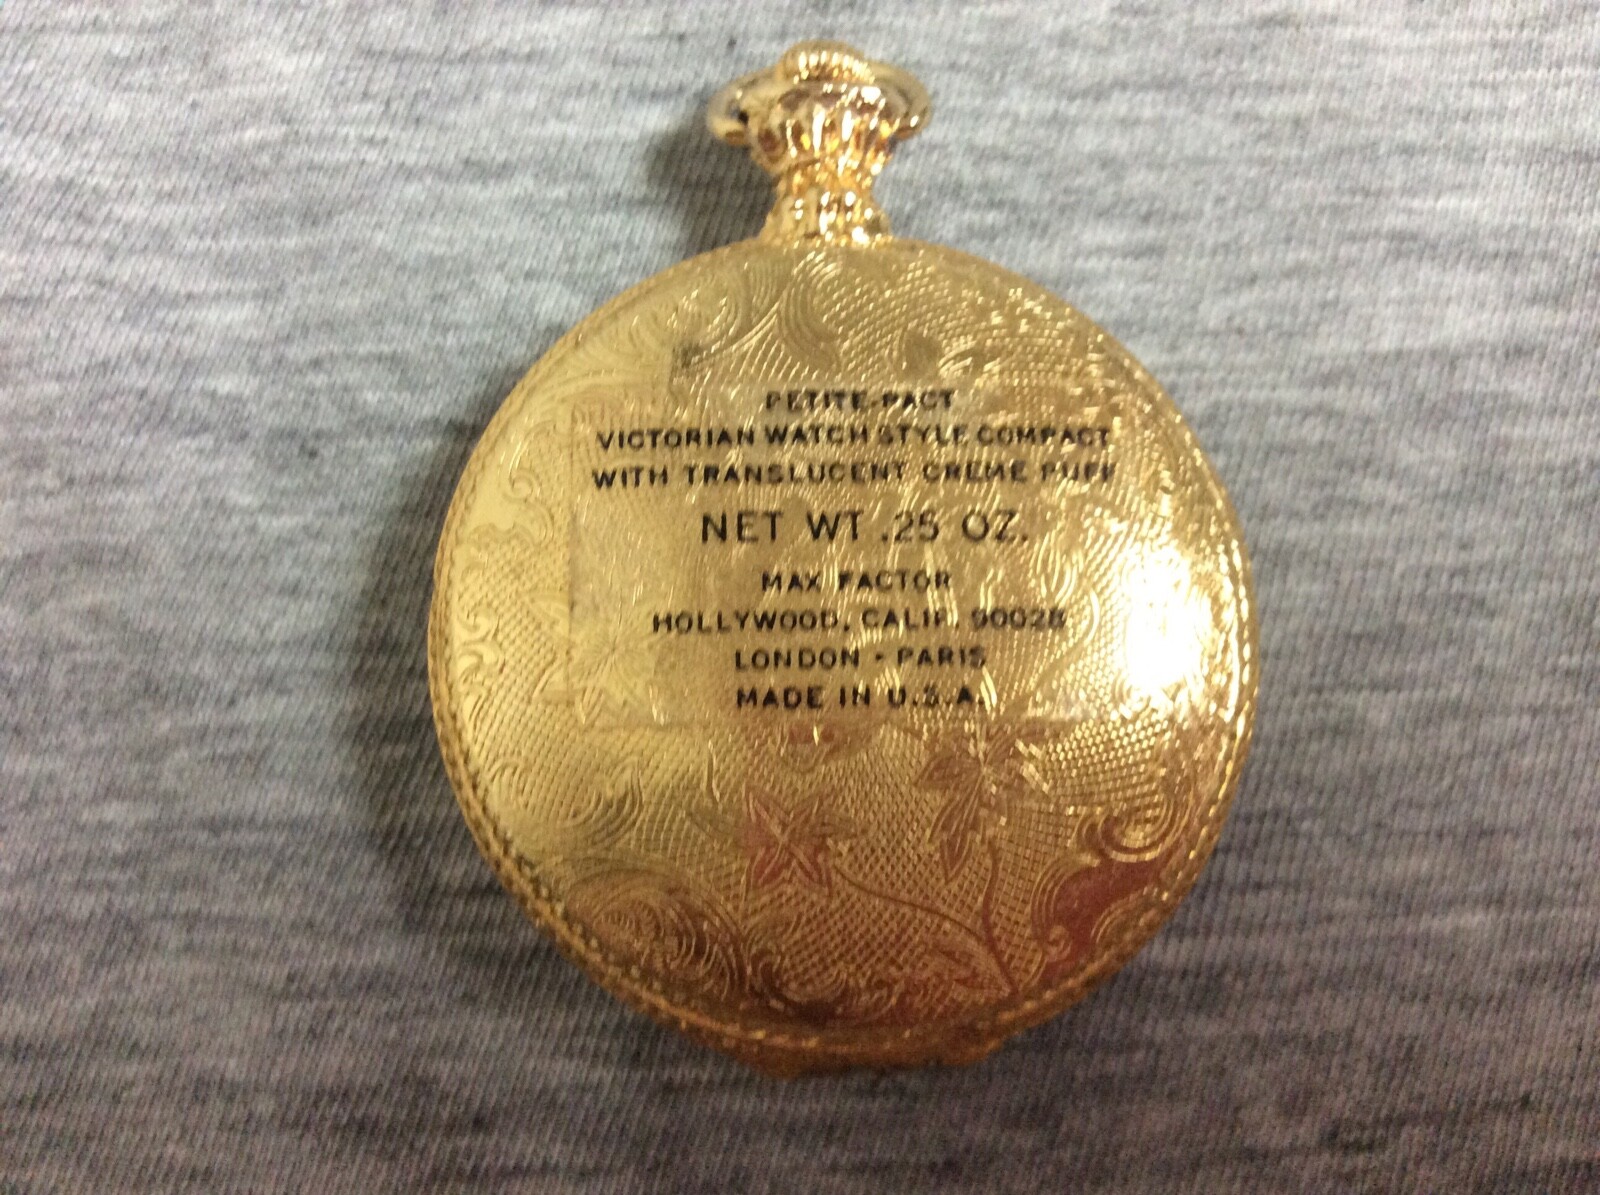 PETITE-PACT
VICTORIAN WATCH STYLE COMPACT
WITH TRANSLUCENT CREME PUFF
NET WT .25 OZ.
MAX FACTOR
HOLLYWOOD, CALIF. 90028
LONDON - PARIS
MADE IN U.S.A.